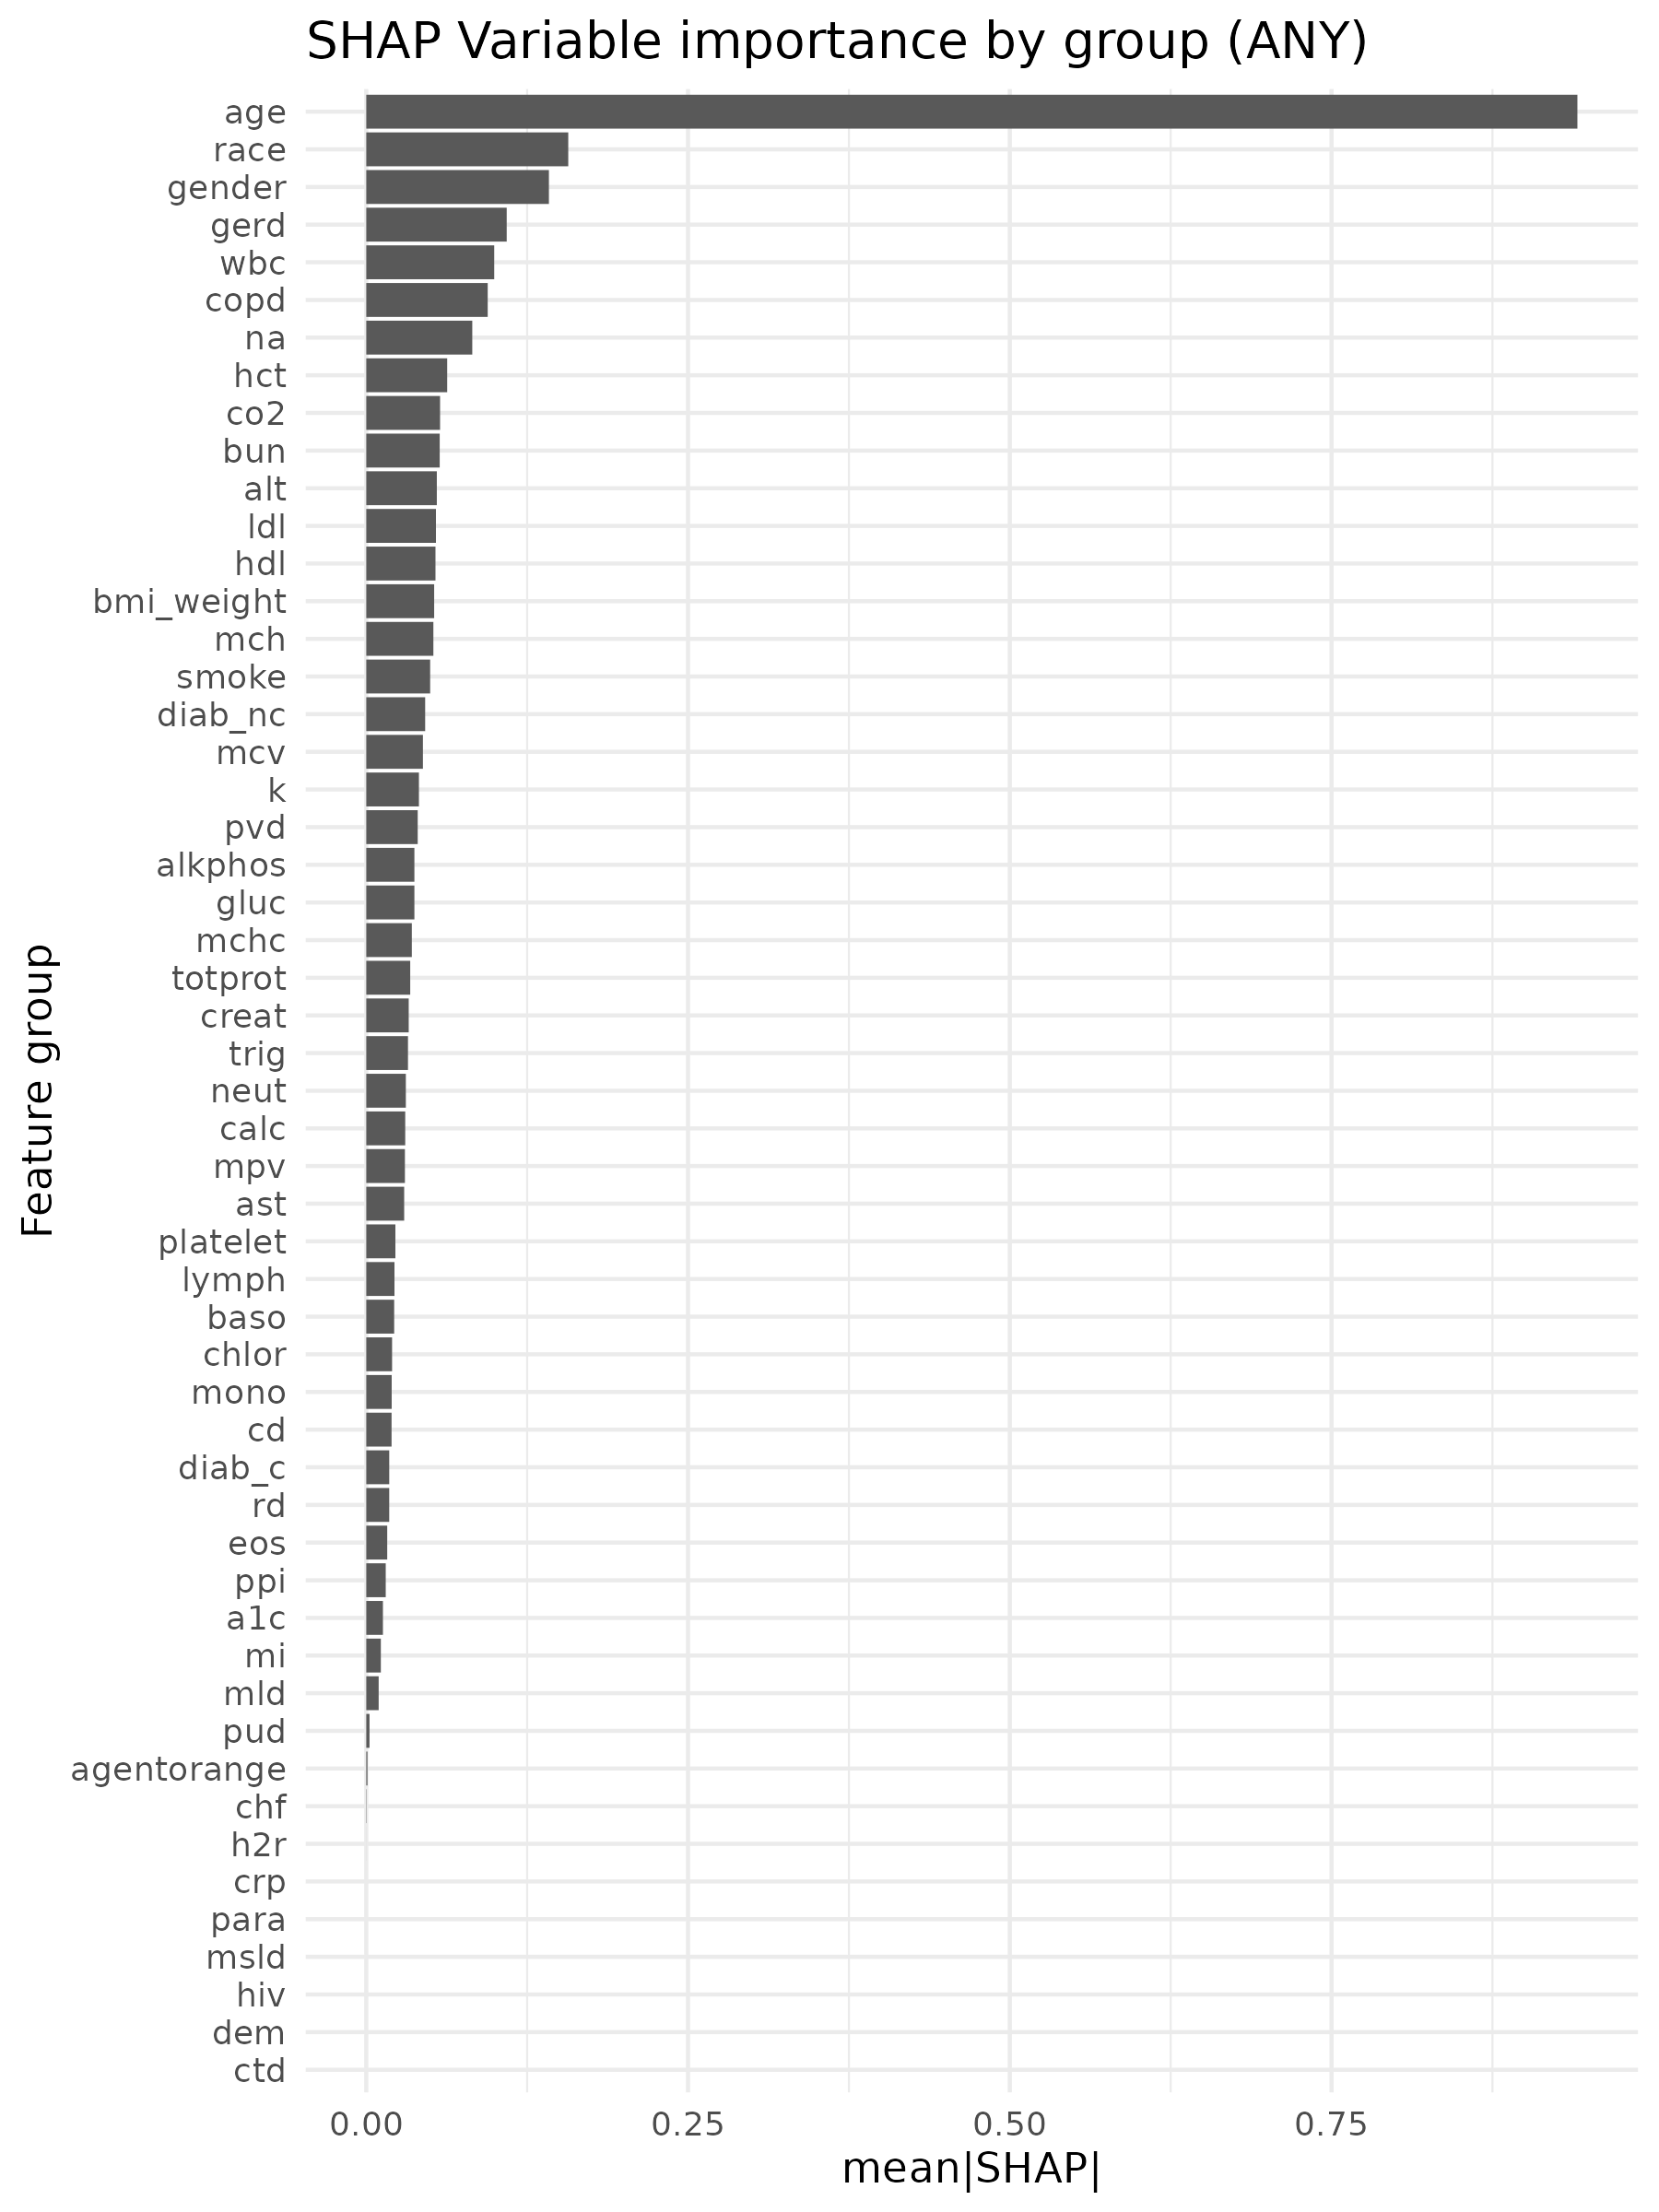 SHAP Variable importance by group (ANY)
age
race
gender
gerd
wbc
copd
na
hct
co2
bun
alt
ldl
hdl
bmi_weight
mch
smoke
diab_nc
mcv
k
pvd
alkphos
gluc
mchc
totprot
creat
trig
neut
calc
mpv
ast
platelet
lymph
baso
chlor
mono
cd
diab_c
rd
eos
ppi
a1c
mi
mld
pud
agentorange
chf
h2r
crp
para
msld
hiv
dem
ctd
Feature group
0.00 0.25 0.50 0.75
mean|SHAP|